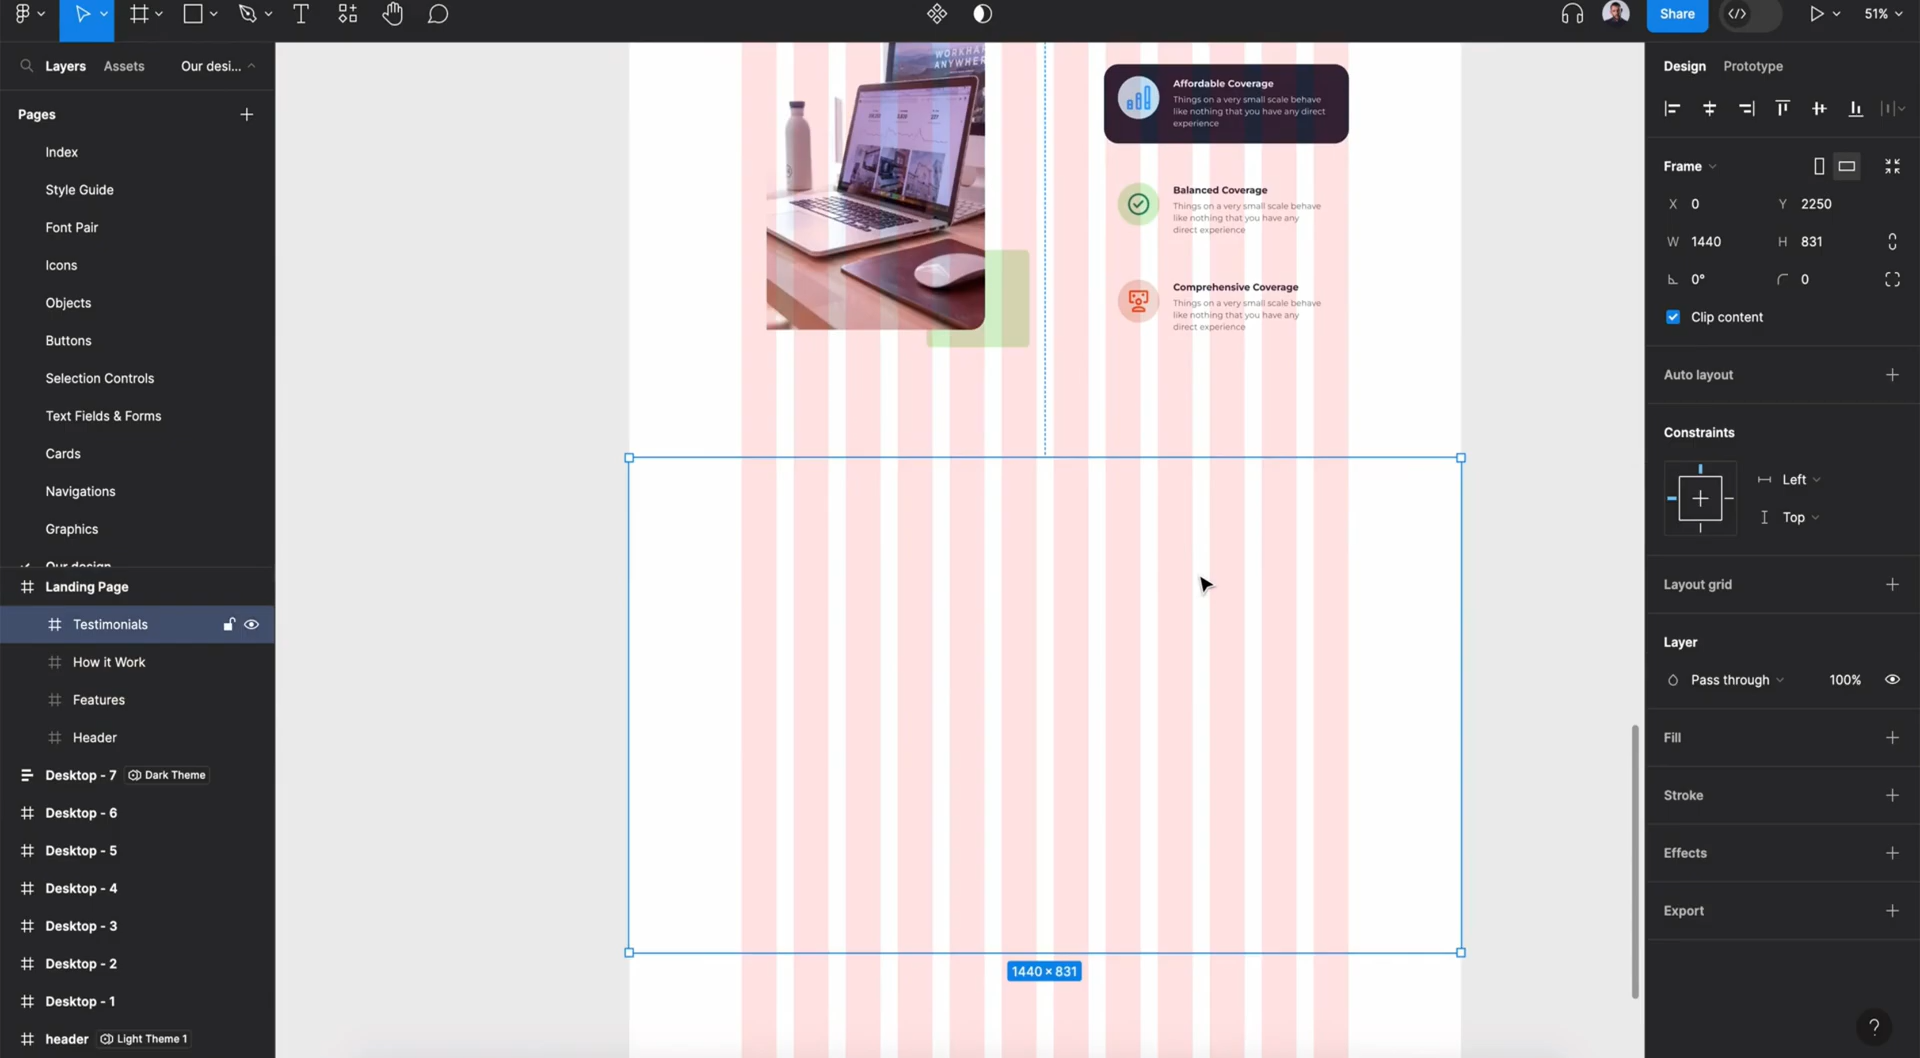 Share
51%
Layers
Assets
Our desi...
Pages
Index
Style Guide
Font Pair
Icons
Objects
Buttons
Selection Controls
Text Fields & Forms
Cards
Navigations
Graphics
Our design
Landing Page
Testimonials
How it Work
Features
Header
Desktop - 7
Dark Theme
Desktop - 6
Desktop - 5
Desktop - 4
Desktop - 3
Desktop - 2
Desktop - 1
header
Light Theme 1
ANYWHER
Affordable Coverage
Things on a very small scale behave
like nothing that you have any direct
experience
Balanced Coverage
Things on a very small scale behave
like nothing that you have any
direct experience
Comprehensive Coverage
Things on a very small scale behave
like nothing that you have any
direct experience
1440 × 831
Design
Prototype
Frame
X 0
Y 2250
W 1440
H 831
0°
0
Clip content
Auto layout
Constraints
Left
Top
Layout grid
Layer
Pass through
100%
Fill
Stroke
Effects
Export
?